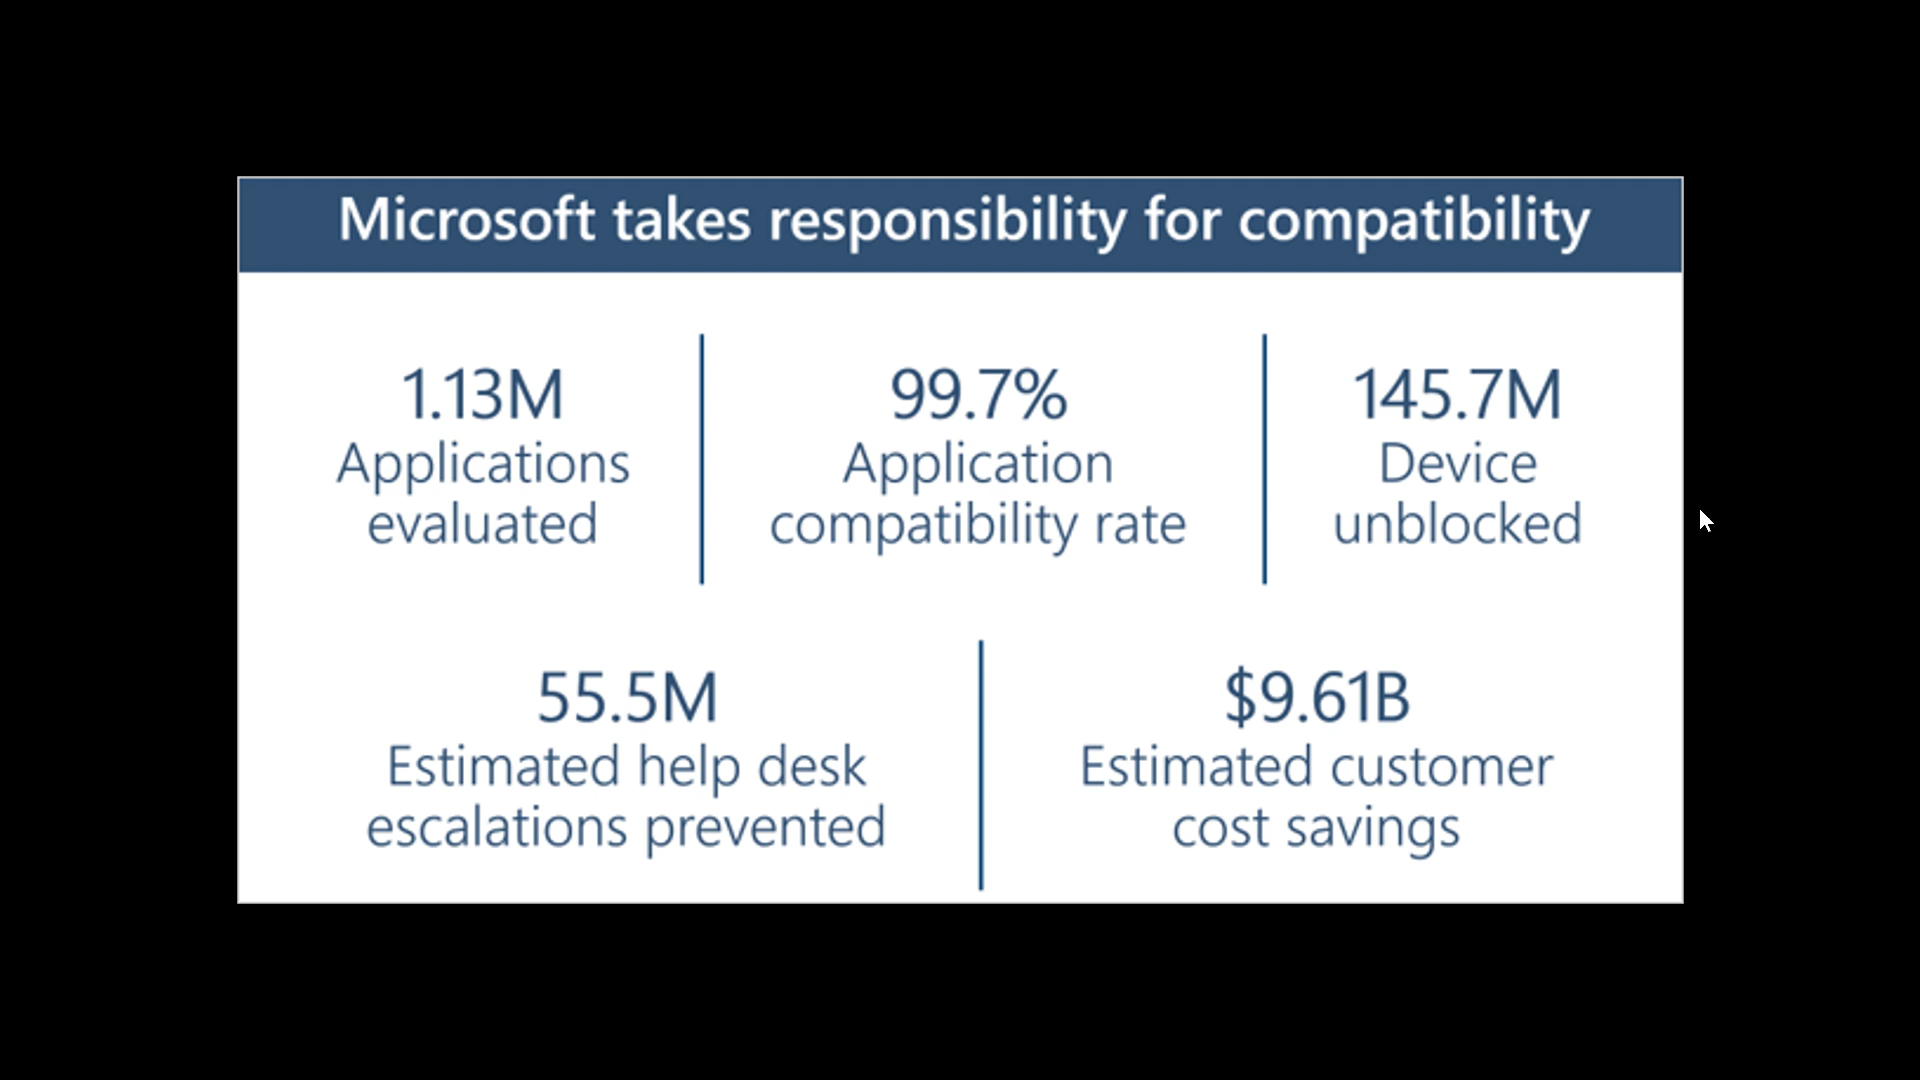 Microsoft takes responsibility for compatibility
1.13M
Applications
evaluated
99.7%
Application
compatibility rate
145.7M
Device
unblocked
55.5M
Estimated help desk
escalations prevented
$9.61B
Estimated customer
cost savings